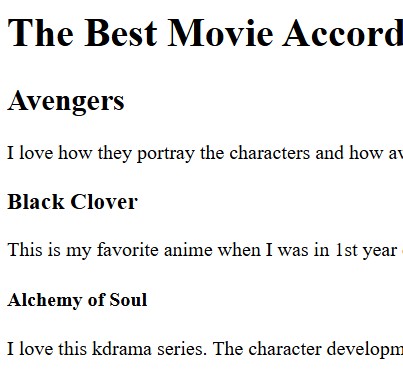 The Best Movie Accord
Avengers
I love how they portray the characters and how av
Black Clover
This is my favorite anime when I was in 1st year
Alchemy of Soul
I love this kdrama series. The character developm